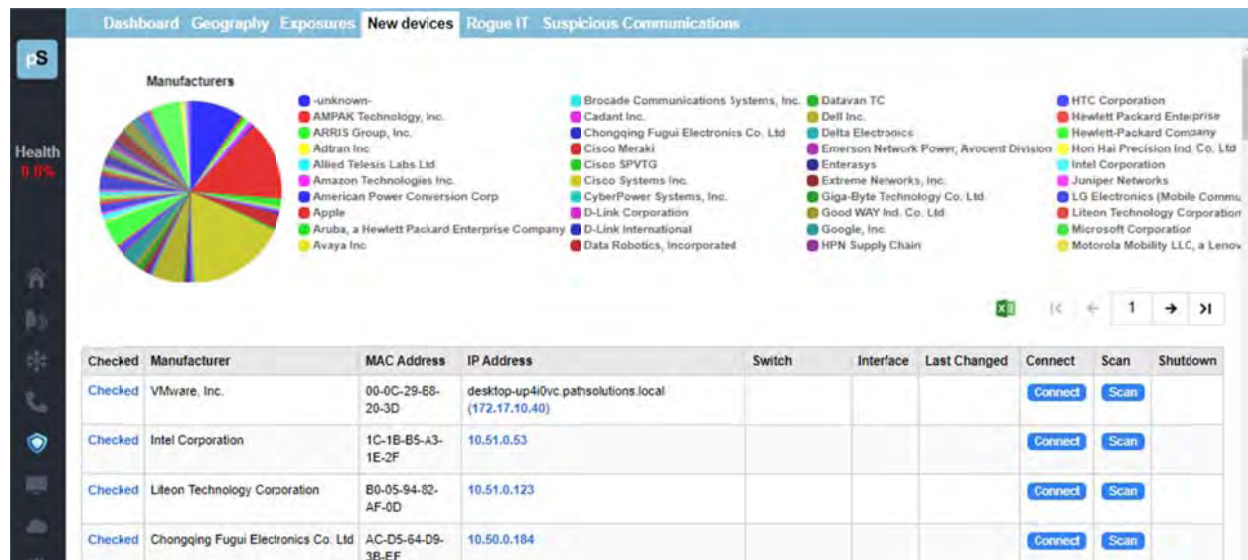 Dashboard Geography Exposures New devices Rogue IT Suspicious Communications
pS
Health
0.0%
Manufacturers
-unknown-
AMPAK Technology, Inc.
ARRIS Group, Inc.
Adtran Inc
Allied Telesis Labs Ltd
Amazon Technologies Inc.
American Power Conversion Corp
Apple
Aruba, a Hewlett Packard Enterprise Company
Avaya Inc
Brocade Communications Systems, Inc.
Cadant Inc.
Chongqing Fugui Electronics Co. Ltd
Cisco Meraki
Cisco SPVTG
Cisco Systems Inc.
CyberPower Systems, Inc.
D-Link Corporation
D-Link International
Data Robotics, Incorporated
Datavan TC
Dell Inc.
Delta Electronics
Emerson Network Power, Avocent Division
Enterasys
Extreme Networks, Inc.
Giga-Byte Technology Co. Ltd.
Good WAY Ind. Co. Ltd.
Google, Inc.
HPN Supply Chain
HTC Corporation
Hewlett Packard Enterprise
Hewlett-Packard Company
Hon Hai Precision Ind. Co. Ltd
Intel Corporation
Juniper Networks
LG Electronics (Mobile Commu
Liteon Technology Corporation
Microsoft Corporation
Motorola Mobility LLC, a Lenov
1
Checked Manufacturer MAC Address IP Address Switch Interface Last Changed Connect Scan Shutdown
Checked VMware, Inc. desktop-up4i0vc.pathsolutions.local Connect Scan
20-3D (172.17.10.40)
Checked Intel Corporation 1C-1B-B5-A3- 10.51.0.53 Connect Scan
1E-2F
Checked Liteon Technology Corporation B0-05-94-82- 10.51.0.123 Connect Scan
AF-0D
Checked Chongqing Fugui Electronics Co. Ltd AC-D5-64-D9- 10.50.0.184 Connect Scan
3B-EF